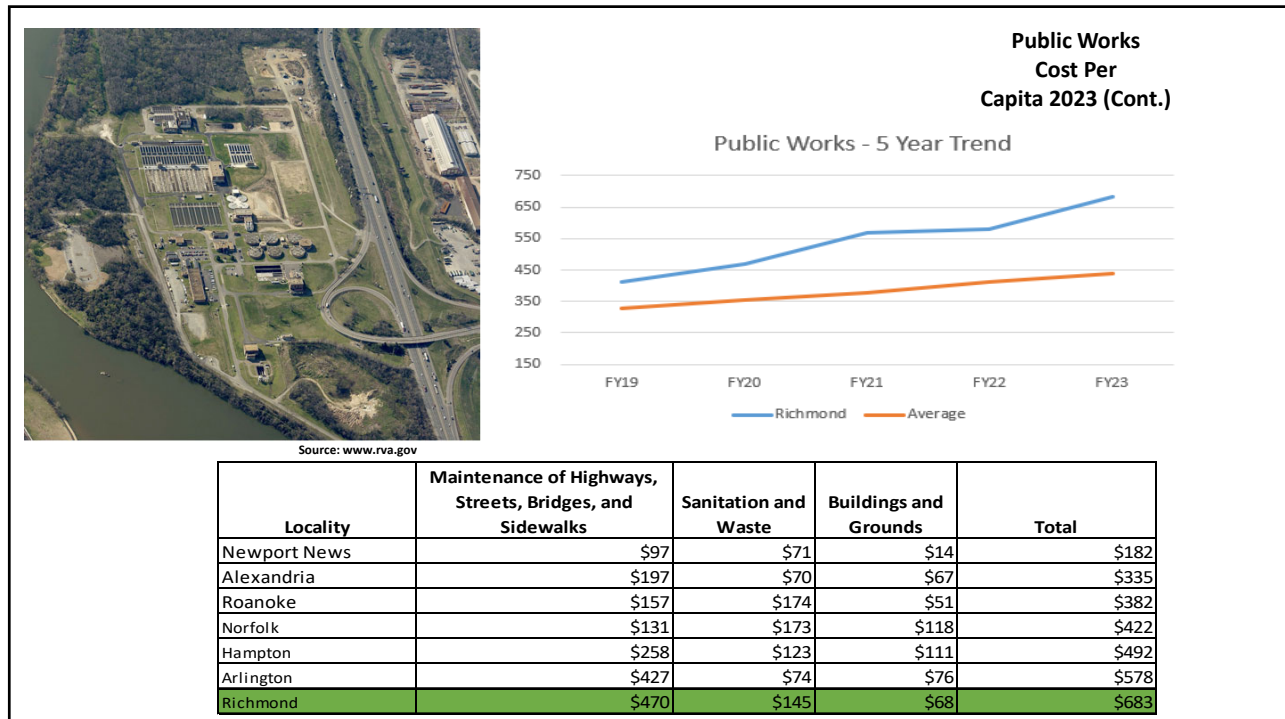 Public Works
Cost Per
Capita 2023 (Cont.)
Public Works - 5 Year Trend
750
650
550
450
350
250
150
FY19 FY20 FY21 FY22 FY23
Richmond Average
Source: www.rva.gov
Locality Maintenance of Highways, Streets, Bridges, and Sidewalks Sanitation and Waste Buildings and Grounds Total
Newport News $97 $71 $14 $182
Alexandria $197 $70 $67 $335
Roanoke $157 $174 $51 $382
Norfolk $131 $173 $118 $422
Hampton $258 $123 $111 $492
Arlington $427 $74 $76 $578
Richmond $470 $145 $68 $683